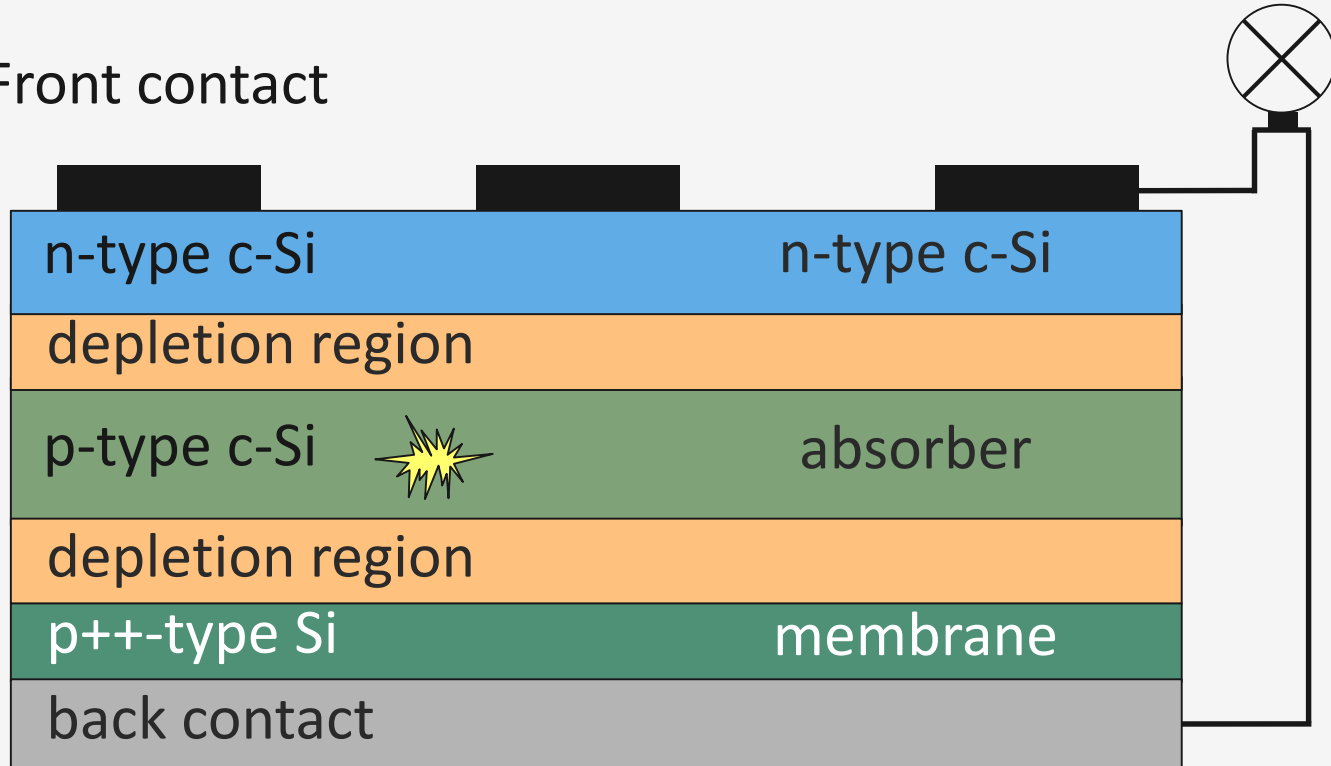 Front contact
n-type c-Si n-type c-Si
depletion region
p-type c-Si absorber
depletion region
p++-type Si membrane
back contact